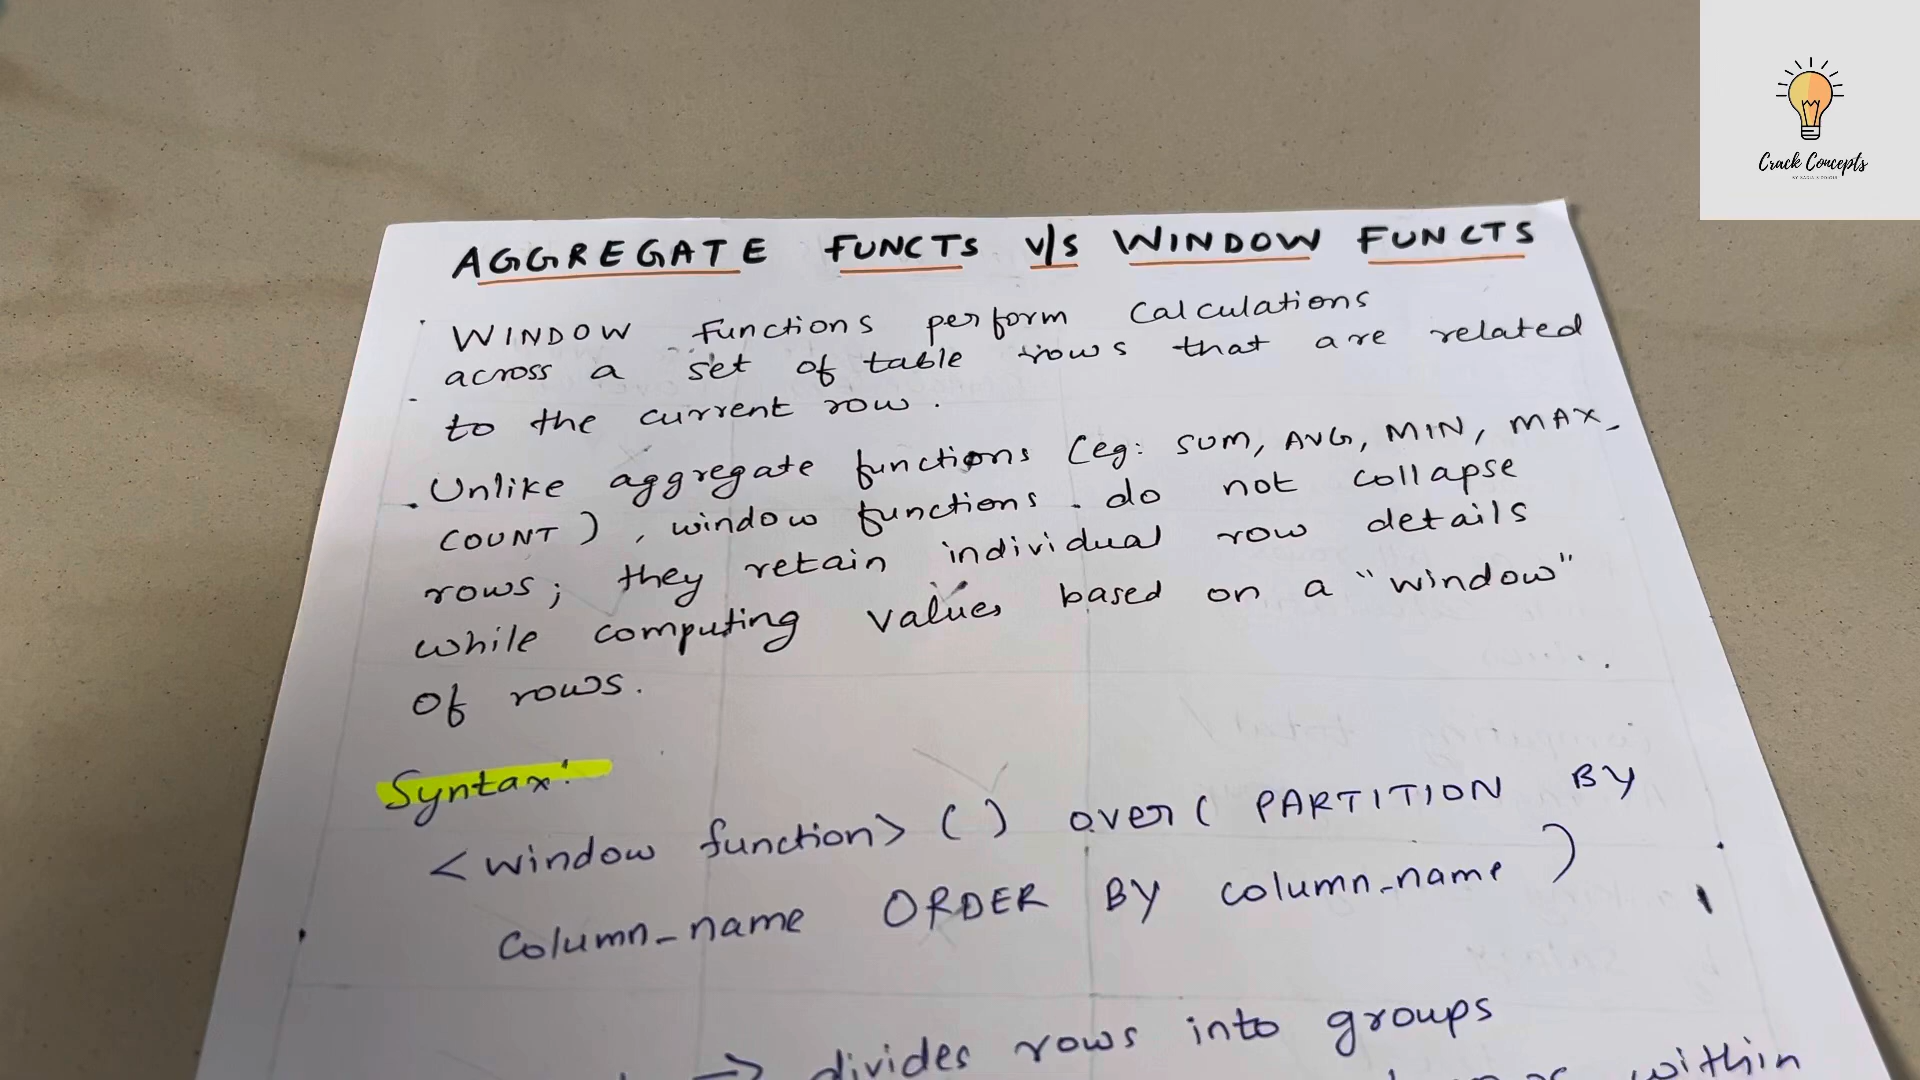 Crack Concepts
AGGREGATE FUNCTS V/S WINDOW FUNCTS
WINDOW functions perform calculations
across a set of table rows that are related
to the current row.
Unlike aggregate functions (eg: SUM, AVG, MIN, MAX,
COUNT), window functions do not collapse
rows; they retain individual row details
while computing values based on a "window"
of rows.
Syntax:
<window function> ( ) over( PARTITION BY
column_name ORDER BY column_name )
→ divides rows into groups
within